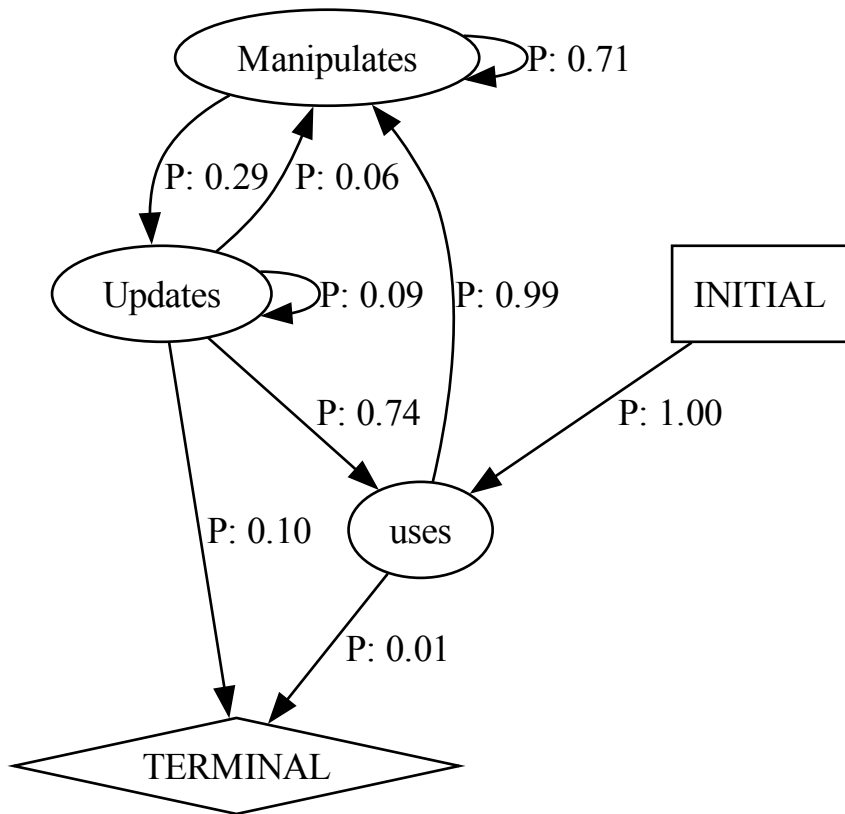 Manipulates
P: 0.71
P: 0.29
P: 0.06
Updates
P: 0.09
P: 0.99
INITIAL
P: 0.74
P: 1.00
P: 0.10
uses
P: 0.01
TERMINAL